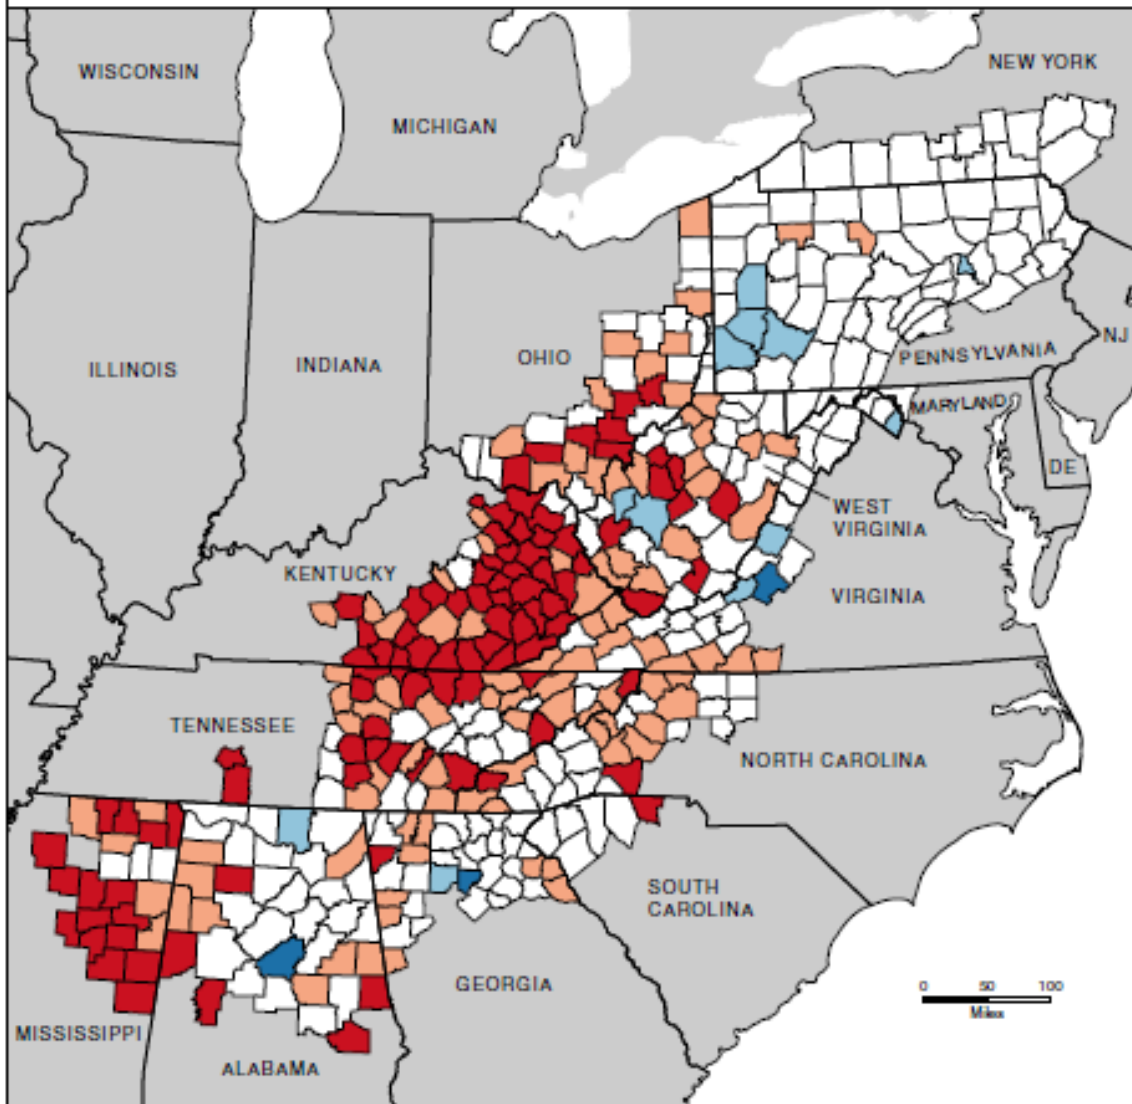 WISCONSIN
NEW YORK
MICHIGAN
ILLINOIS
INDIANA
OHIO
PENNSYLVANIA
NJ
MARYLAND
DE
WEST
VIRGINIA
KENTUCKY
VIRGINIA
TENNESSEE
NORTH CAROLINA
SOUTH
CAROLINA
GEORGIA
0 50 100
Miles
MISSISSIPPI
ALABAMA